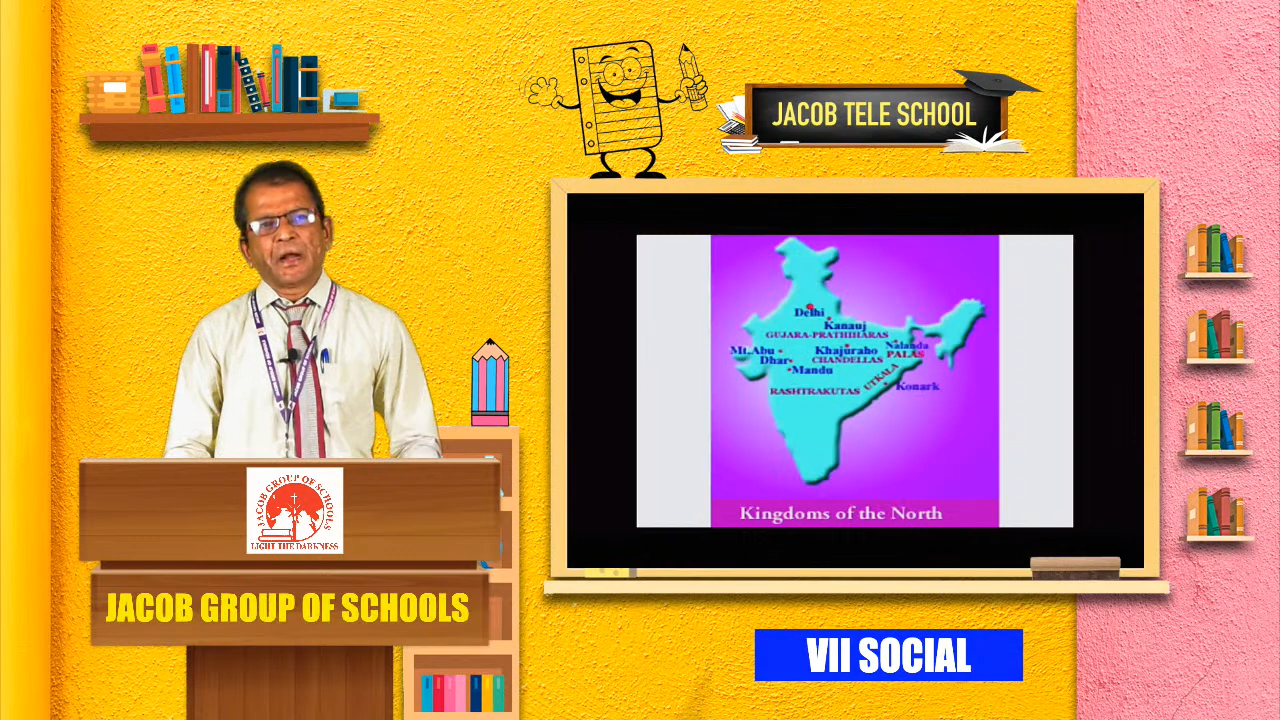 JACOB TELE SCHOOL
Delhi
Kanauj
GUJARA-PRATHIHARAS
Mt.Abu
Khajuraho
Nalanda
Dhar
CHANDELLAS
PALAS
Mandu
UTKALA
RASHTRAKUTAS
Konark
Kingdoms of the North
JACOB GROUP OF SCHOOLS
LIGHT THE DARKNESS
JACOB GROUP OF SCHOOLS
VII SOCIAL